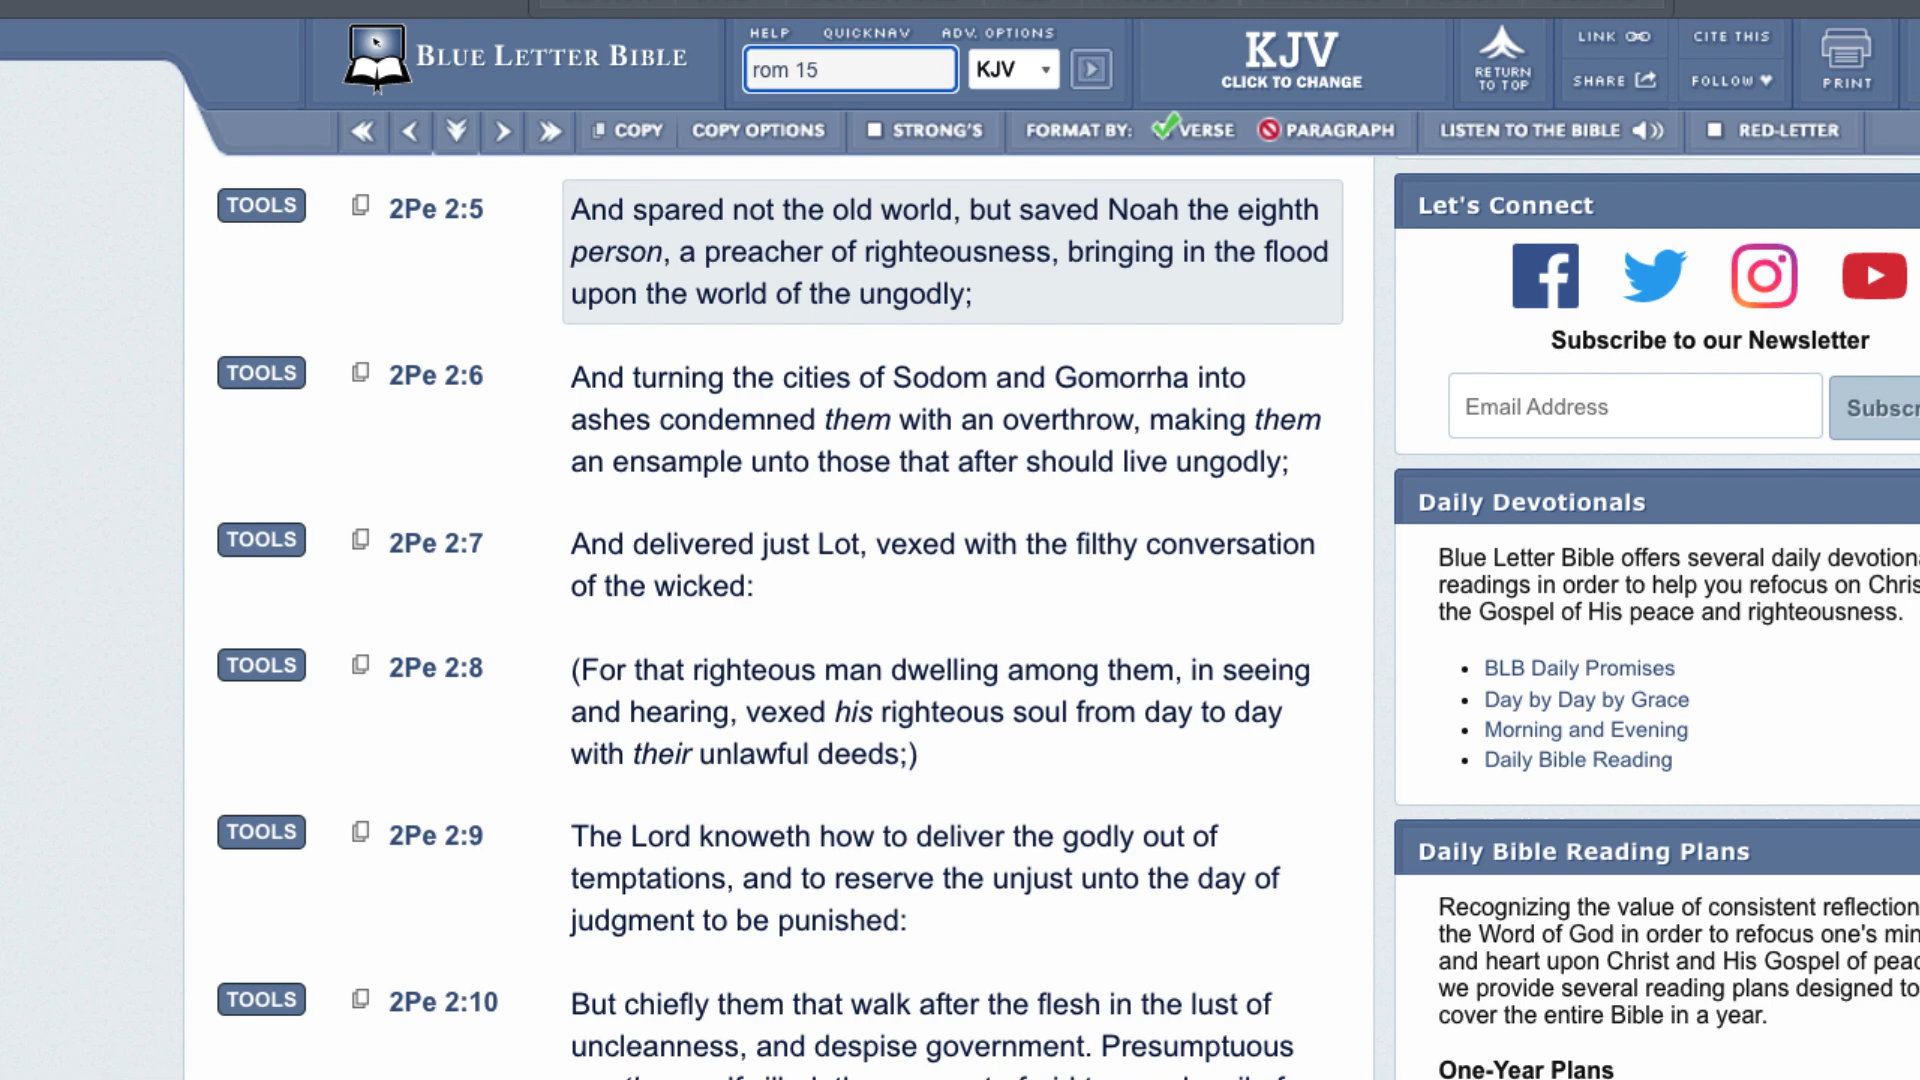 BLUE LETTER BIBLE
HELP QUICKNAV ADV. OPTIONS
rom 15 KJV
KJV
CLICK TO CHANGE
RETURN
TO TOP
LINK
SHARE
CITE THIS
FOLLOW
PRINT
COPY COPY OPTIONS STRONG'S FORMAT BY: VERSE PARAGRAPH LISTEN TO THE BIBLE RED-LETTER
TOOLS 2Pe 2:5 And spared not the old world, but saved Noah the eighth
person, a preacher of righteousness, bringing in the flood
upon the world of the ungodly;
TOOLS 2Pe 2:6 And turning the cities of Sodom and Gomorrha into
ashes condemned them with an overthrow, making them
an ensample unto those that after should live ungodly;
TOOLS 2Pe 2:7 And delivered just Lot, vexed with the filthy conversation
of the wicked:
TOOLS 2Pe 2:8 (For that righteous man dwelling among them, in seeing
and hearing, vexed his righteous soul from day to day
with their unlawful deeds;)
TOOLS 2Pe 2:9 The Lord knoweth how to deliver the godly out of
temptations, and to reserve the unjust unto the day of
judgment to be punished:
TOOLS 2Pe 2:10 But chiefly them that walk after the flesh in the lust of
uncleanness, and despise government. Presumptuous
Let's Connect
Subscribe to our Newsletter
Email Address Subscr
Daily Devotionals
Blue Letter Bible offers several daily devotion
readings in order to help you refocus on Chris
the Gospel of His peace and righteousness.
• BLB Daily Promises
• Day by Day by Grace
• Morning and Evening
• Daily Bible Reading
Daily Bible Reading Plans
Recognizing the value of consistent reflection
the Word of God in order to refocus one's min
and heart upon Christ and His Gospel of peac
we provide several reading plans designed to
cover the entire Bible in a year.
One-Year Plans